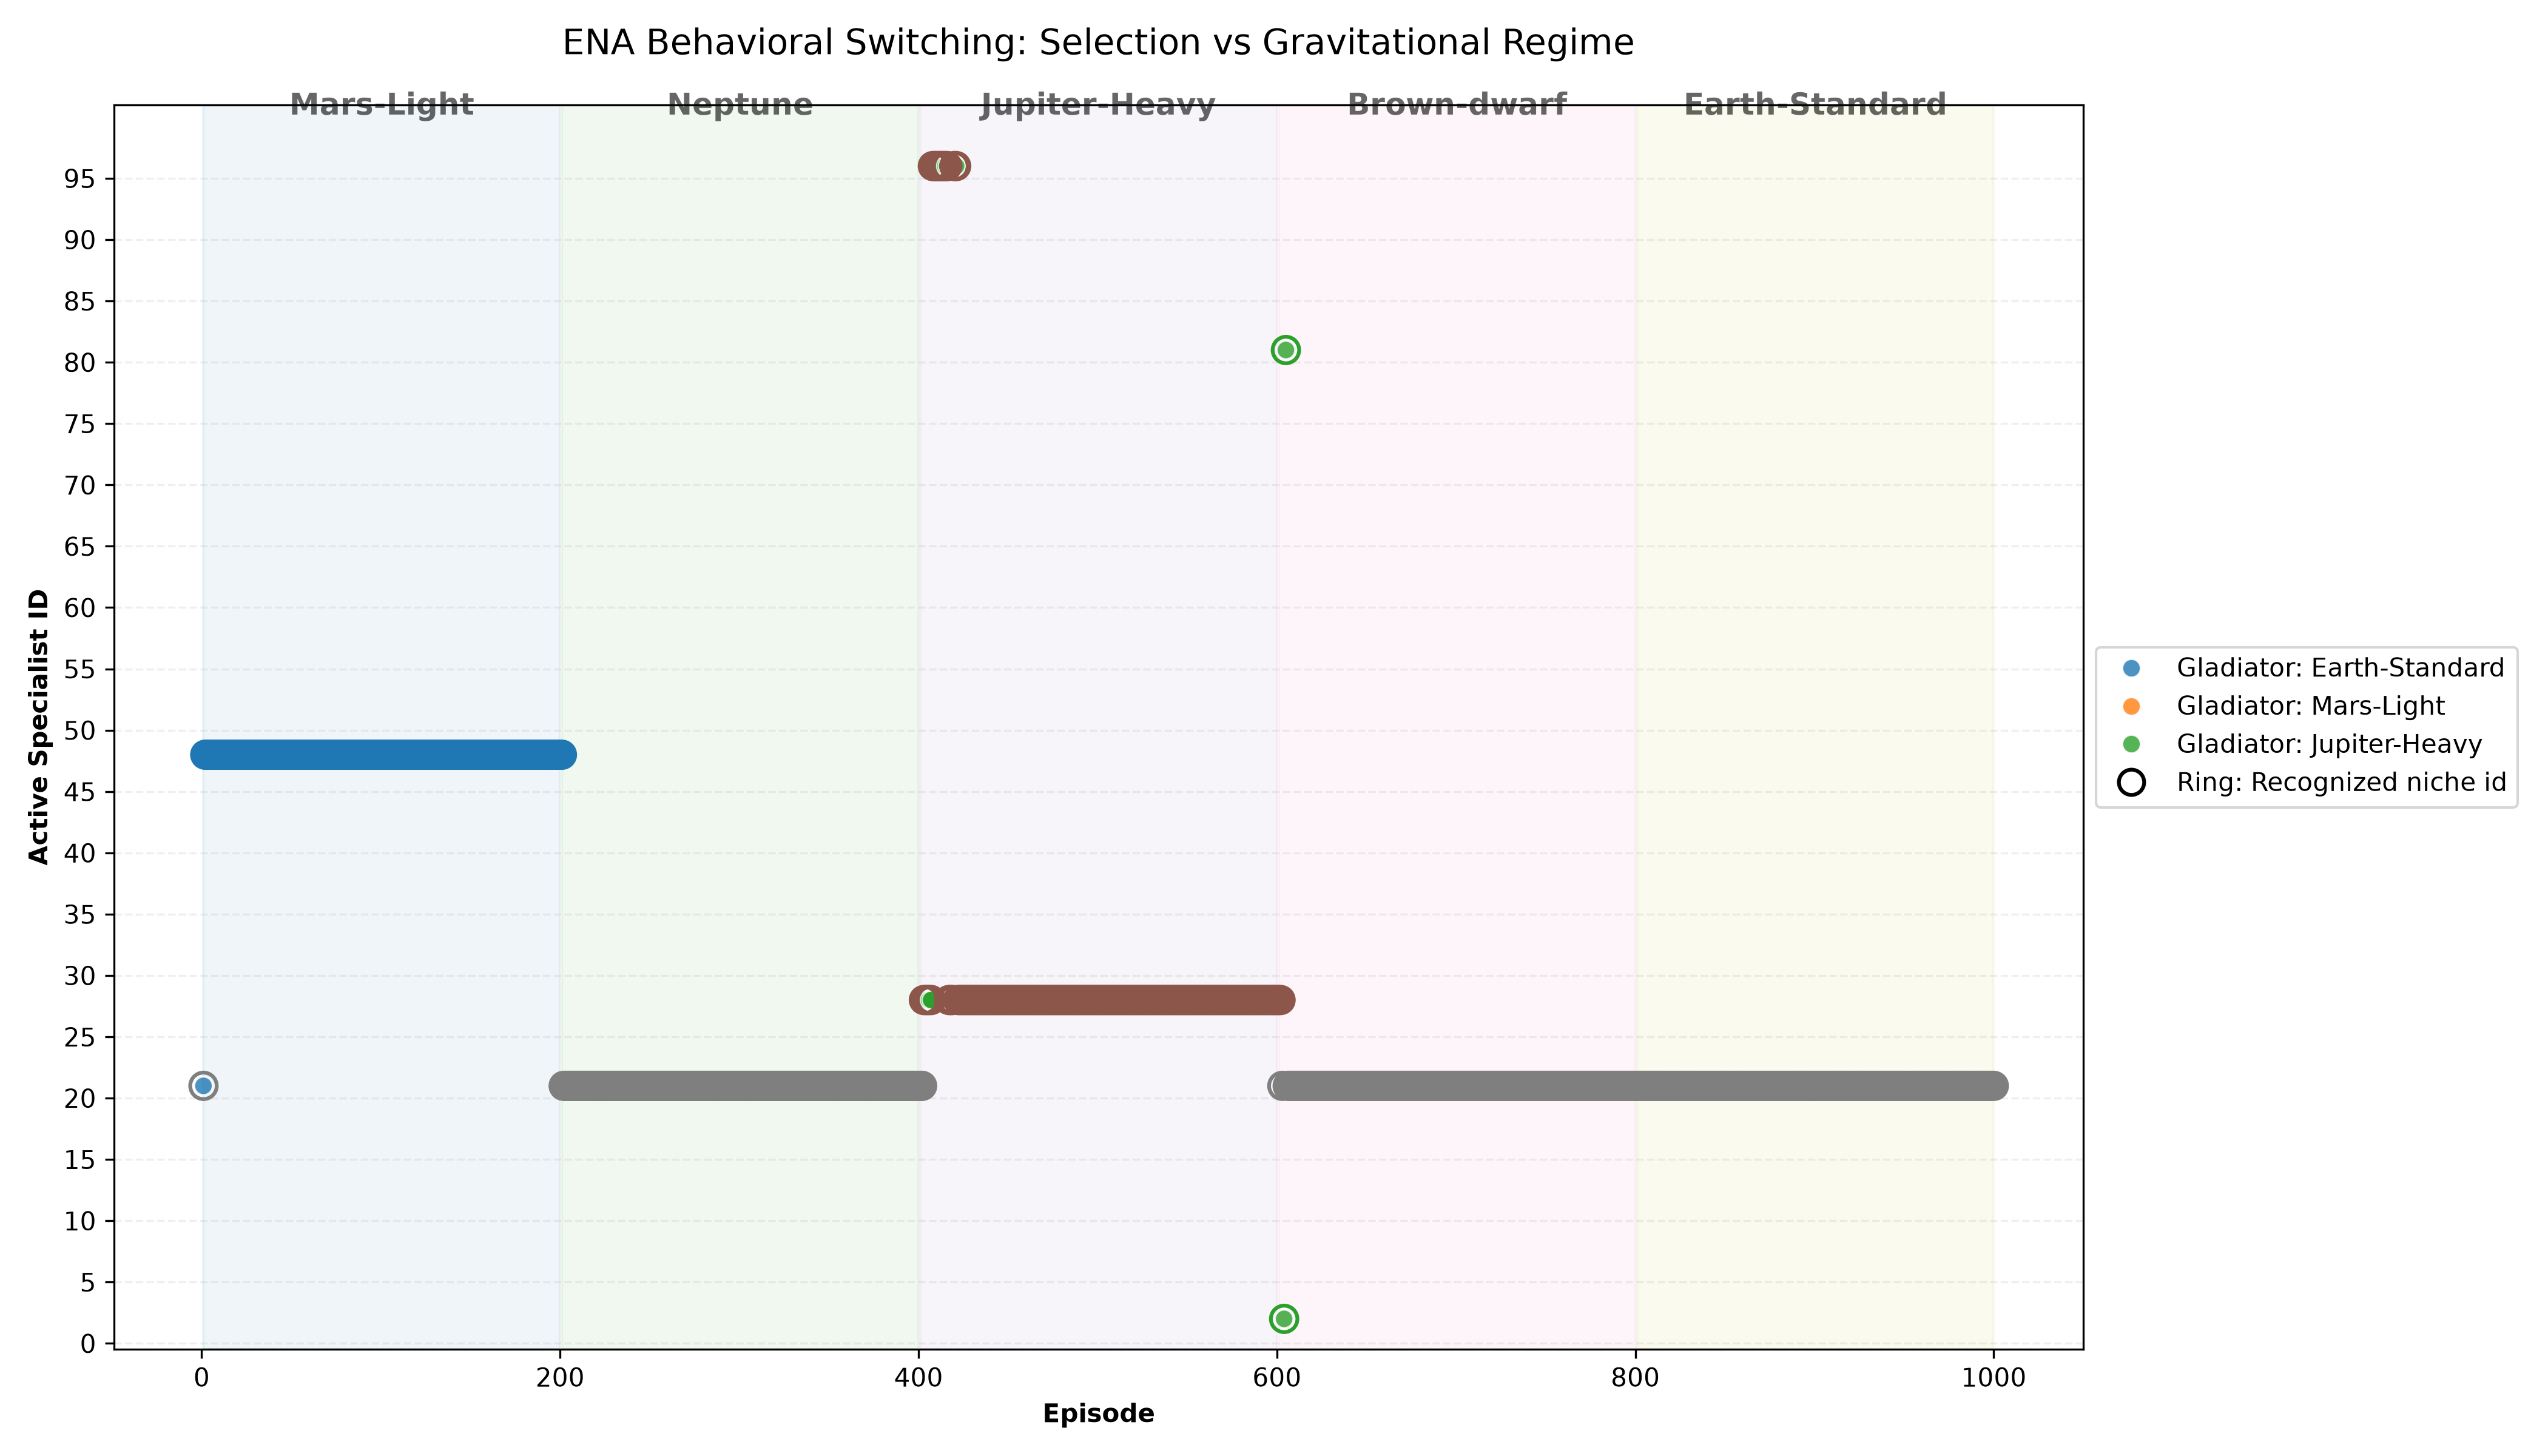 ENA Behavioral Switching: Selection vs Gravitational Regime
Mars-Light
Neptune
Jupiter-Heavy
Brown-dwarf
Earth-Standard
95
90
85
80
75
70
65
60
55
50
45
40
35
30
25
20
15
10
5
0
Active Specialist ID
0
200
400
600
800
1000
Episode
Gladiator: Earth-Standard
Gladiator: Mars-Light
Gladiator: Jupiter-Heavy
Ring: Recognized niche id